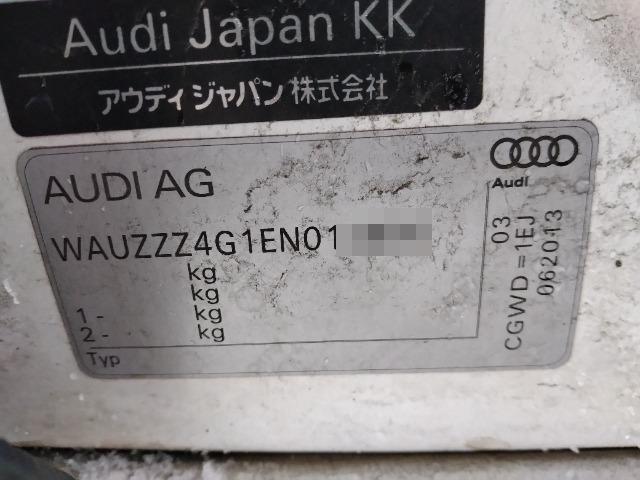 Audi Japan KK
アウディ ジャパン 株式会社
AUDI AG
Audi
WAUZZZ4G1EN01
kg
kg
1 - kg
2 - kg
Typ
03
CGWD =1EJ
062013